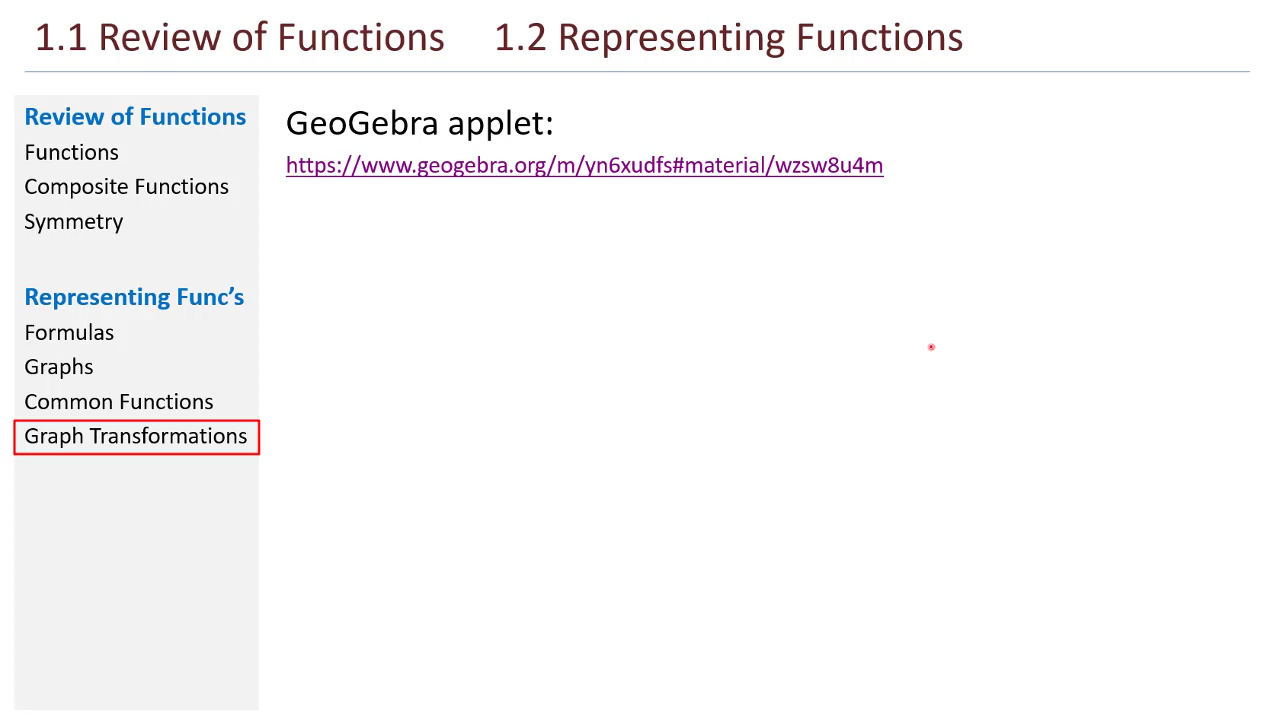 1.1 Review of Functions 1.2 Representing Functions
Review of Functions
Functions
Composite Functions
Symmetry
Representing Func’s
Formulas
Graphs
Common Functions
Graph Transformations
GeoGebra applet:
https://www.geogebra.org/m/yn6xudfs#material/wzsw8u4m